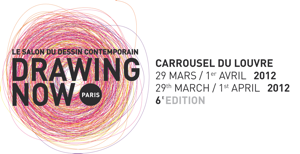 LE SALON DU DESSIN CONTEMPORAIN
DRAWING
NOW
PARIS
CARROUSEL DU LOUVRE
29 MARS / 1er AVRIL 2012
29th MARCH / 1st APRIL 2012
6e EDITION